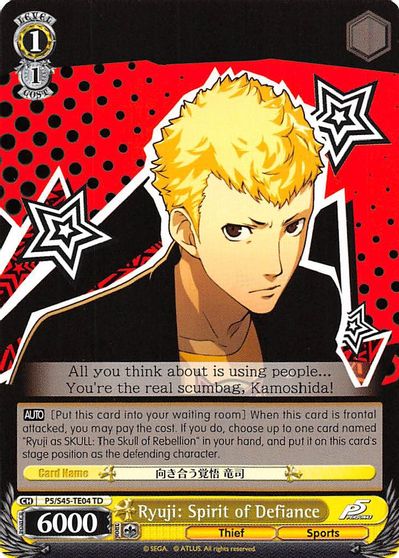 LEVEL
1
1
COST
All you think about is using people...
You're the real scumbag, Kamoshida!
AUTO [Put this card into your waiting room] When this card is frontal
attacked, you may pay the cost. If you do, choose up to one card named
"Ryuji as SKULL: The Skull of Rebellion" in your hand, and put it on this card's
stage position as the defending character.
Card Name 向き合う覚悟 竜司
CH P5/S45-TE04 TD Ryuji: Spirit of Defiance P5
PERSONA5
6000 Thief Sports
© SEGA. © ATLUS. All rights reserved.